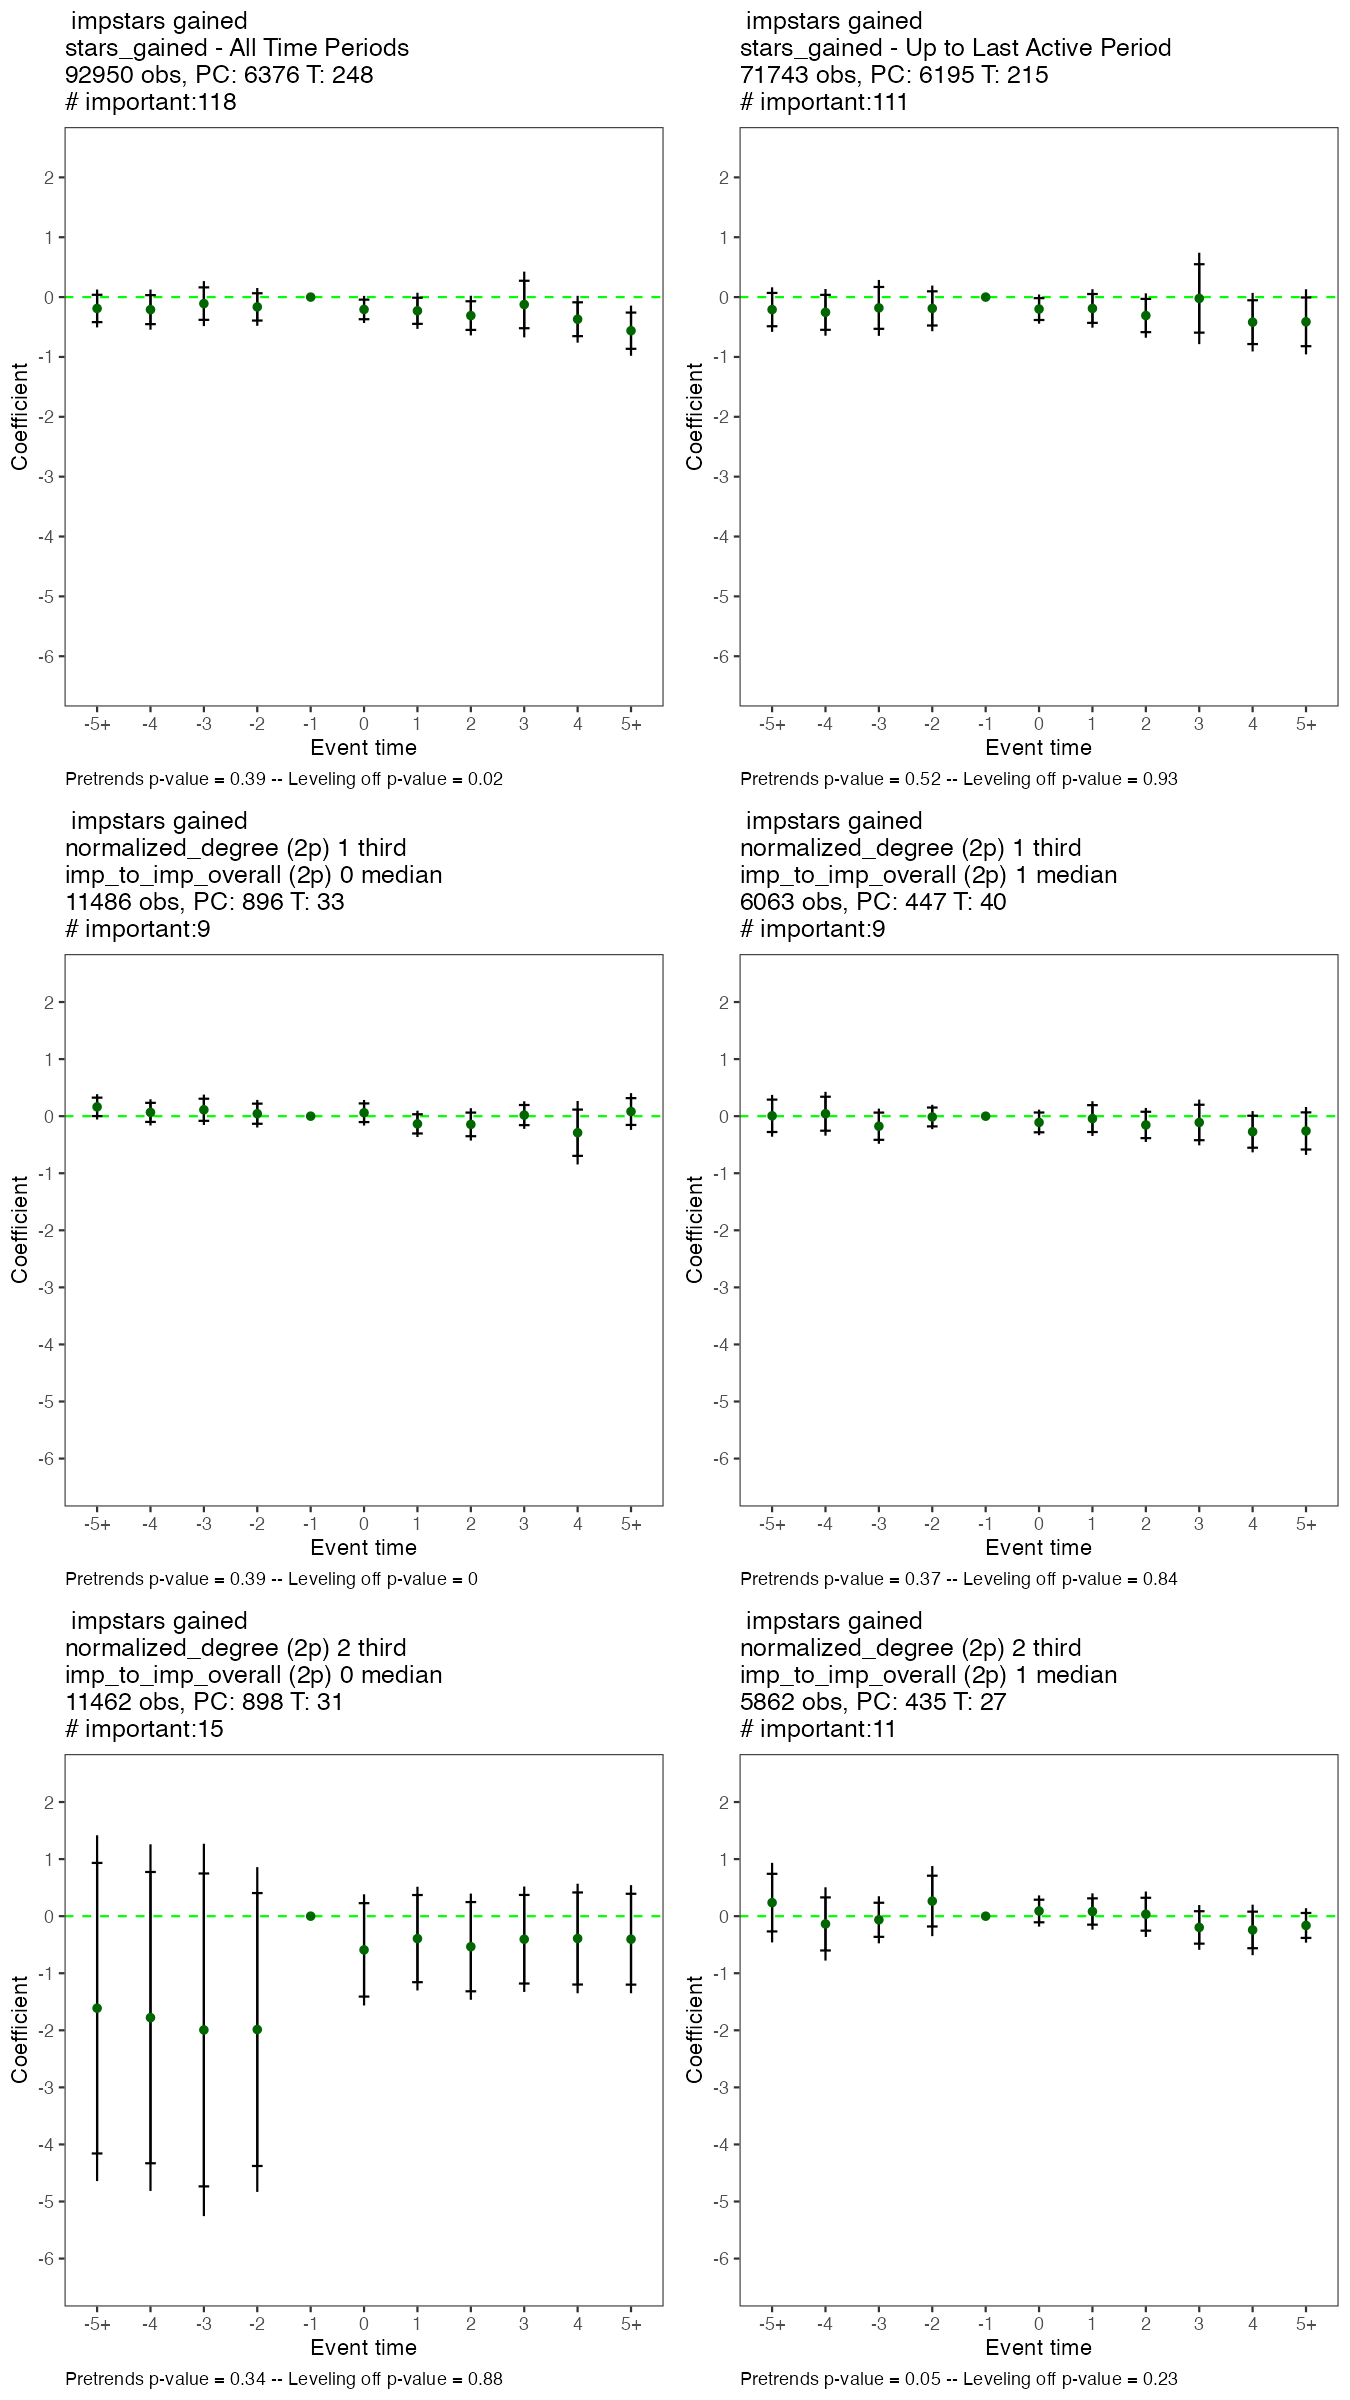 impstars gained
stars_gained - All Time Periods
92950 obs, PC: 6376 T: 248
# important:118
2
1
0
-1
-2
-3
-4
-5
-6
Coefficient
-5+ -4 -3 -2 -1 0 1 2 3 4 5+
Event time
Pretrends p-value = 0.39 -- Leveling off p-value = 0.02
impstars gained
stars_gained - Up to Last Active Period
71743 obs, PC: 6195 T: 215
# important:111
2
1
0
-1
-2
-3
-4
-5
-6
Coefficient
-5+ -4 -3 -2 -1 0 1 2 3 4 5+
Event time
Pretrends p-value = 0.52 -- Leveling off p-value = 0.93
impstars gained
normalized_degree (2p) 1 third
imp_to_imp_overall (2p) 0 median
11486 obs, PC: 896 T: 33
# important:9
2
1
0
-1
-2
-3
-4
-5
-6
Coefficient
-5+ -4 -3 -2 -1 0 1 2 3 4 5+
Event time
Pretrends p-value = 0.39 -- Leveling off p-value = 0
impstars gained
normalized_degree (2p) 1 third
imp_to_imp_overall (2p) 1 median
6063 obs, PC: 447 T: 40
# important:9
2
1
0
-1
-2
-3
-4
-5
-6
Coefficient
-5+ -4 -3 -2 -1 0 1 2 3 4 5+
Event time
Pretrends p-value = 0.37 -- Leveling off p-value = 0.84
impstars gained
normalized_degree (2p) 2 third
imp_to_imp_overall (2p) 0 median
11462 obs, PC: 898 T: 31
# important:15
2
1
0
-1
-2
-3
-4
-5
-6
Coefficient
-5+ -4 -3 -2 -1 0 1 2 3 4 5+
Event time
Pretrends p-value = 0.34 -- Leveling off p-value = 0.88
impstars gained
normalized_degree (2p) 2 third
imp_to_imp_overall (2p) 1 median
5862 obs, PC: 435 T: 27
# important:11
2
1
0
-1
-2
-3
-4
-5
-6
Coefficient
-5+ -4 -3 -2 -1 0 1 2 3 4 5+
Event time
Pretrends p-value = 0.05 -- Leveling off p-value = 0.23